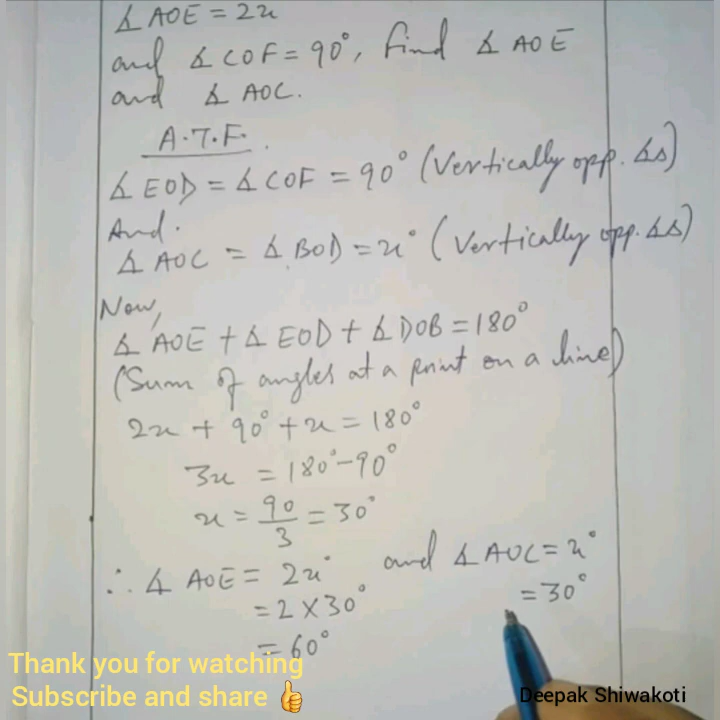 ∡AOE = 2x
and ∡COF = 90°, find ∡AOE
and ∡AOC.
A.T.F.
∡EOD = ∡COF = 90° (Vertically opp. ∡s)
And.
∡AOC = ∡BOD = x° (Vertically opp. ∡s)
Now,
∡AOE + ∡EOD + ∡DOB = 180°
(Sum of angles at a point on a line)
2x + 90° + x = 180°
3x = 180° - 90°
x = 90/3 = 30°
∴ ∡AOE = 2x° and ∡AOC = x°
= 2 × 30° = 30°
= 60°
Thank you for watching
Subscribe and share 👍
Deepak Shiwakoti